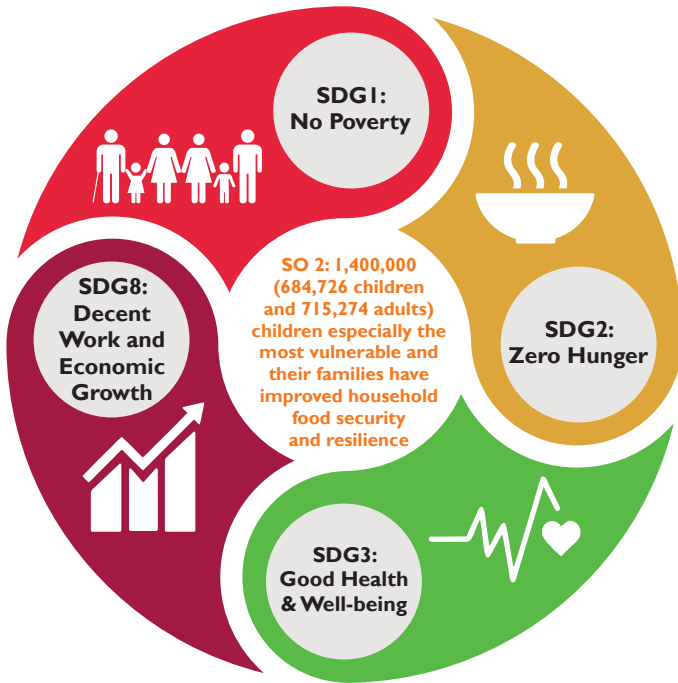 SDG1:
No Poverty
SDG2:
Zero Hunger
SDG3:
Good Health
& Well-being
SDG8:
Decent
Work and
Economic
Growth
SO 2: 1,400,000
(684,726 children
and 715,274 adults)
children especially the
most vulnerable and
their families have
improved household
food security
and resilience